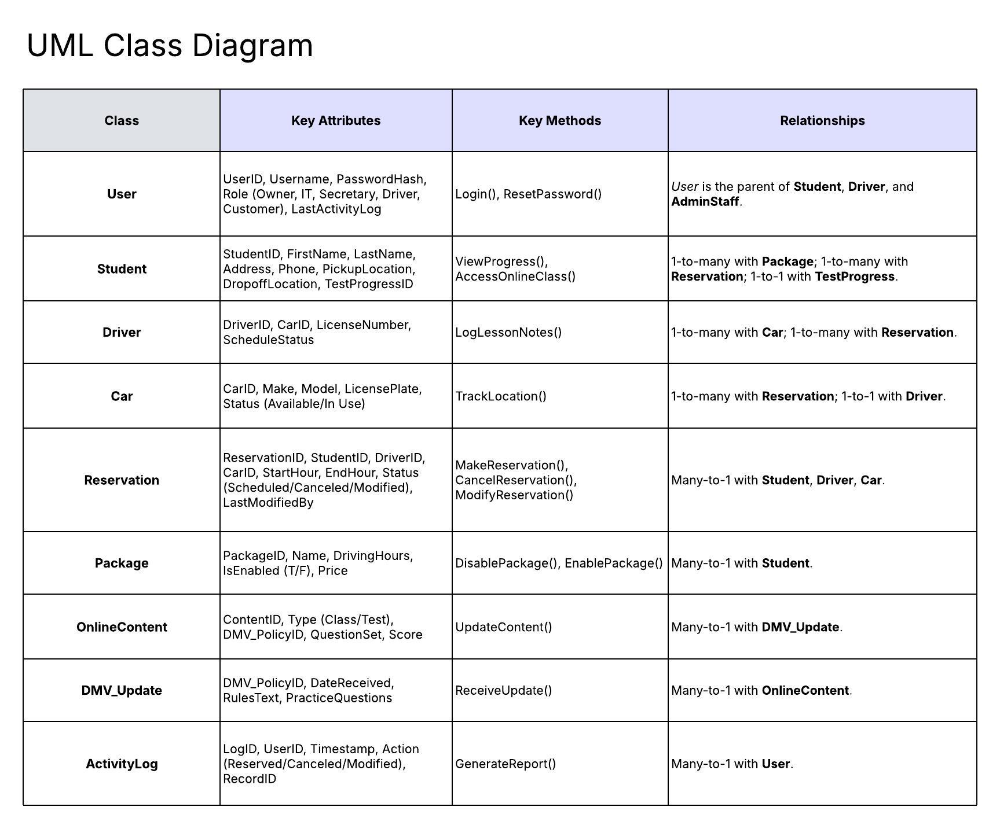 UML Class Diagram
Class
Key Attributes
Key Methods
Relationships
User
UserID, Username, PasswordHash,
Role (Owner, IT, Secretary, Driver,
Customer), LastActivityLog
Login(), ResetPassword()
User is the parent of Student, Driver, and
AdminStaff.
Student
StudentID, FirstName, LastName,
Address, Phone, PickupLocation,
DropoffLocation, TestProgressID
ViewProgress(),
AccessOnlineClass()
1-to-many with Package; 1-to-many with
Reservation; 1-to-1 with TestProgress.
Driver
DriverID, CarID, LicenseNumber,
ScheduleStatus
LogLessonNotes()
1-to-many with Car; 1-to-many with Reservation.
Car
CarID, Make, Model, LicensePlate,
Status (Available/In Use)
TrackLocation()
1-to-many with Reservation; 1-to-1 with Driver.
Reservation
ReservationID, StudentID, DriverID,
CarID, StartHour, EndHour, Status
(Scheduled/Canceled/Modified),
LastModifiedBy
MakeReservation(),
CancelReservation(),
ModifyReservation()
Many-to-1 with Student, Driver, Car.
Package
PackageID, Name, DrivingHours,
IsEnabled (T/F), Price
DisablePackage(), EnablePackage()
Many-to-1 with Student.
OnlineContent
ContentID, Type (Class/Test),
DMV_PolicyID, QuestionSet, Score
UpdateContent()
Many-to-1 with DMV_Update.
DMV_Update
DMV_PolicyID, DateReceived,
RulesText, PracticeQuestions
ReceiveUpdate()
Many-to-1 with OnlineContent.
ActivityLog
LogID, UserID, Timestamp, Action
(Reserved/Canceled/Modified),
RecordID
GenerateReport()
Many-to-1 with User.